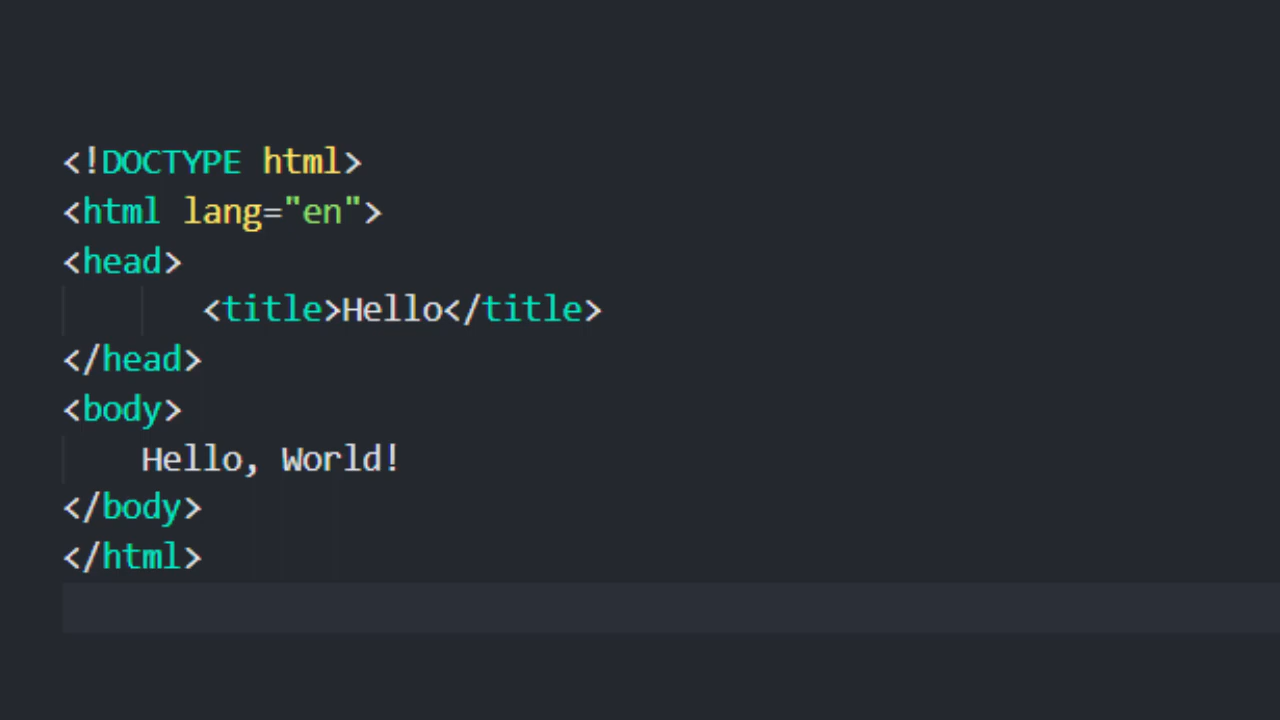 <!DOCTYPE html>
<html lang="en">
<head>
       <title>Hello</title>
</head>
<body>
    Hello, World!
</body>
</html>